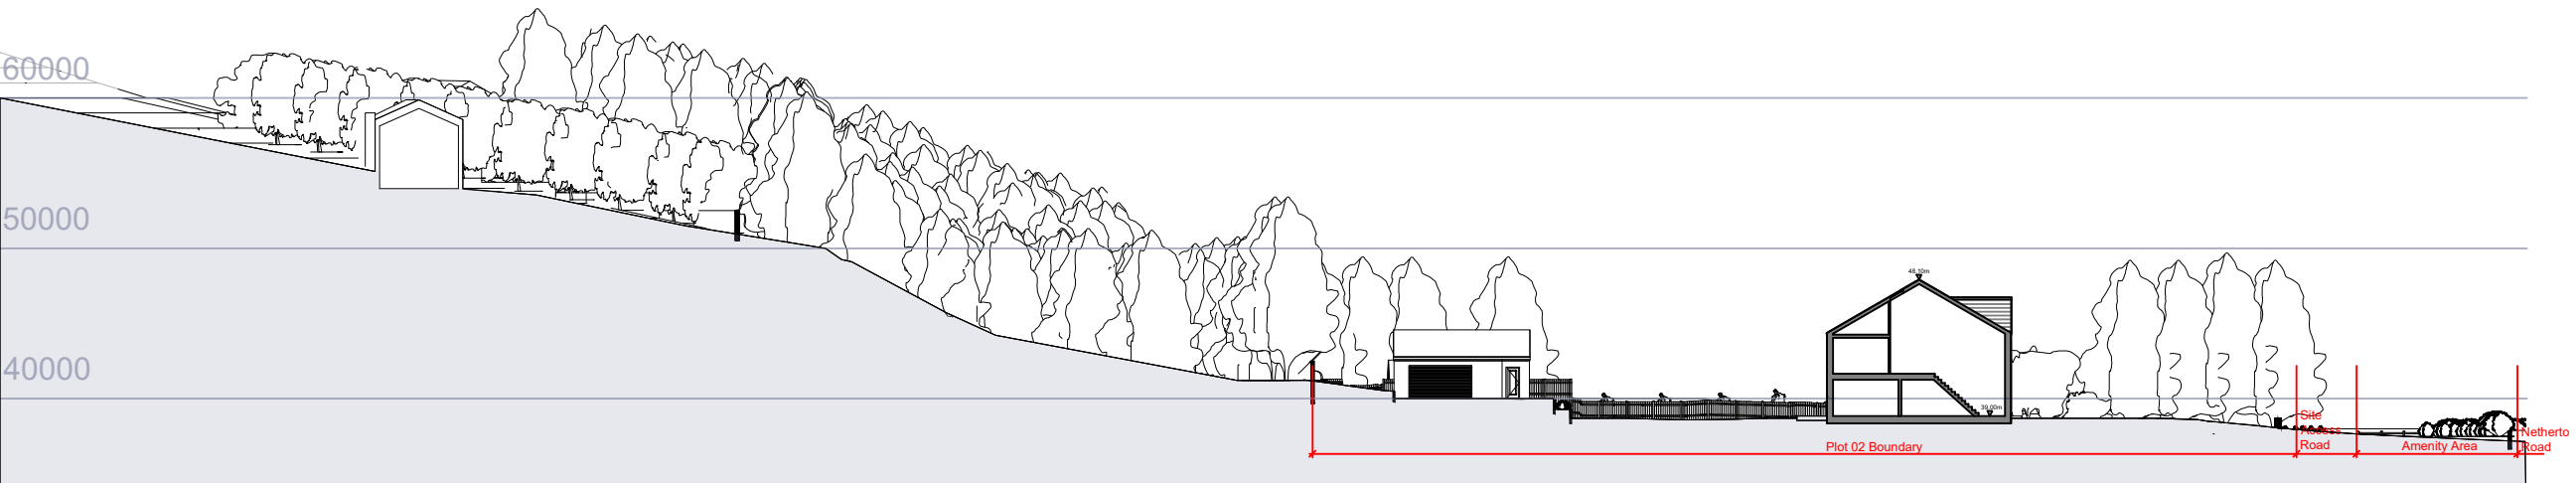 60000
50000
48.10m
40000
39.00m
Site
Access
Road
Plot 02 Boundary
Amenity Area
Netherto
Road